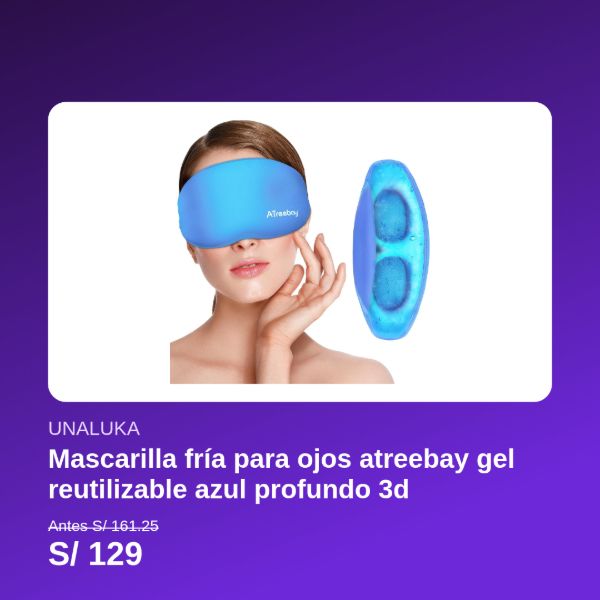 ATreebay
UNALUKA
Mascarilla fría para ojos atreebay gel
reutilizable azul profundo 3d
Antes S/ 161.25
S/ 129